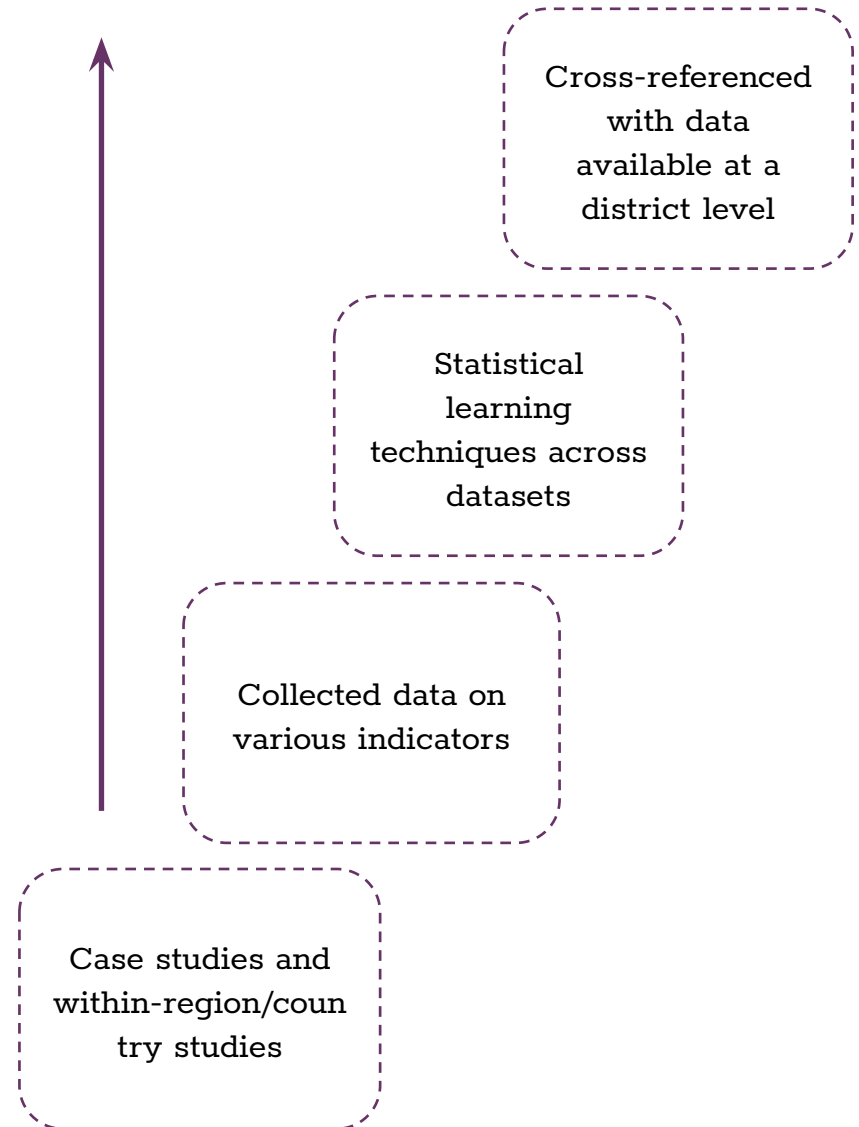 Cross-referenced
with data
available at a
district level
Statistical
learning
techniques across
datasets
Collected data on
various indicators
Case studies and
within-region/coun
try studies